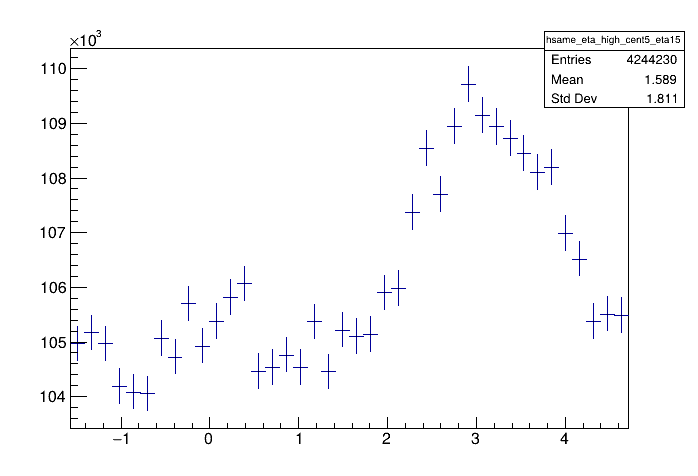 ×10³
hsame_eta_high_cent5_eta15
Entries 4244230
Mean 1.589
Std Dev 1.811
110
109
108
107
106
105
104
−1 0 1 2 3 4